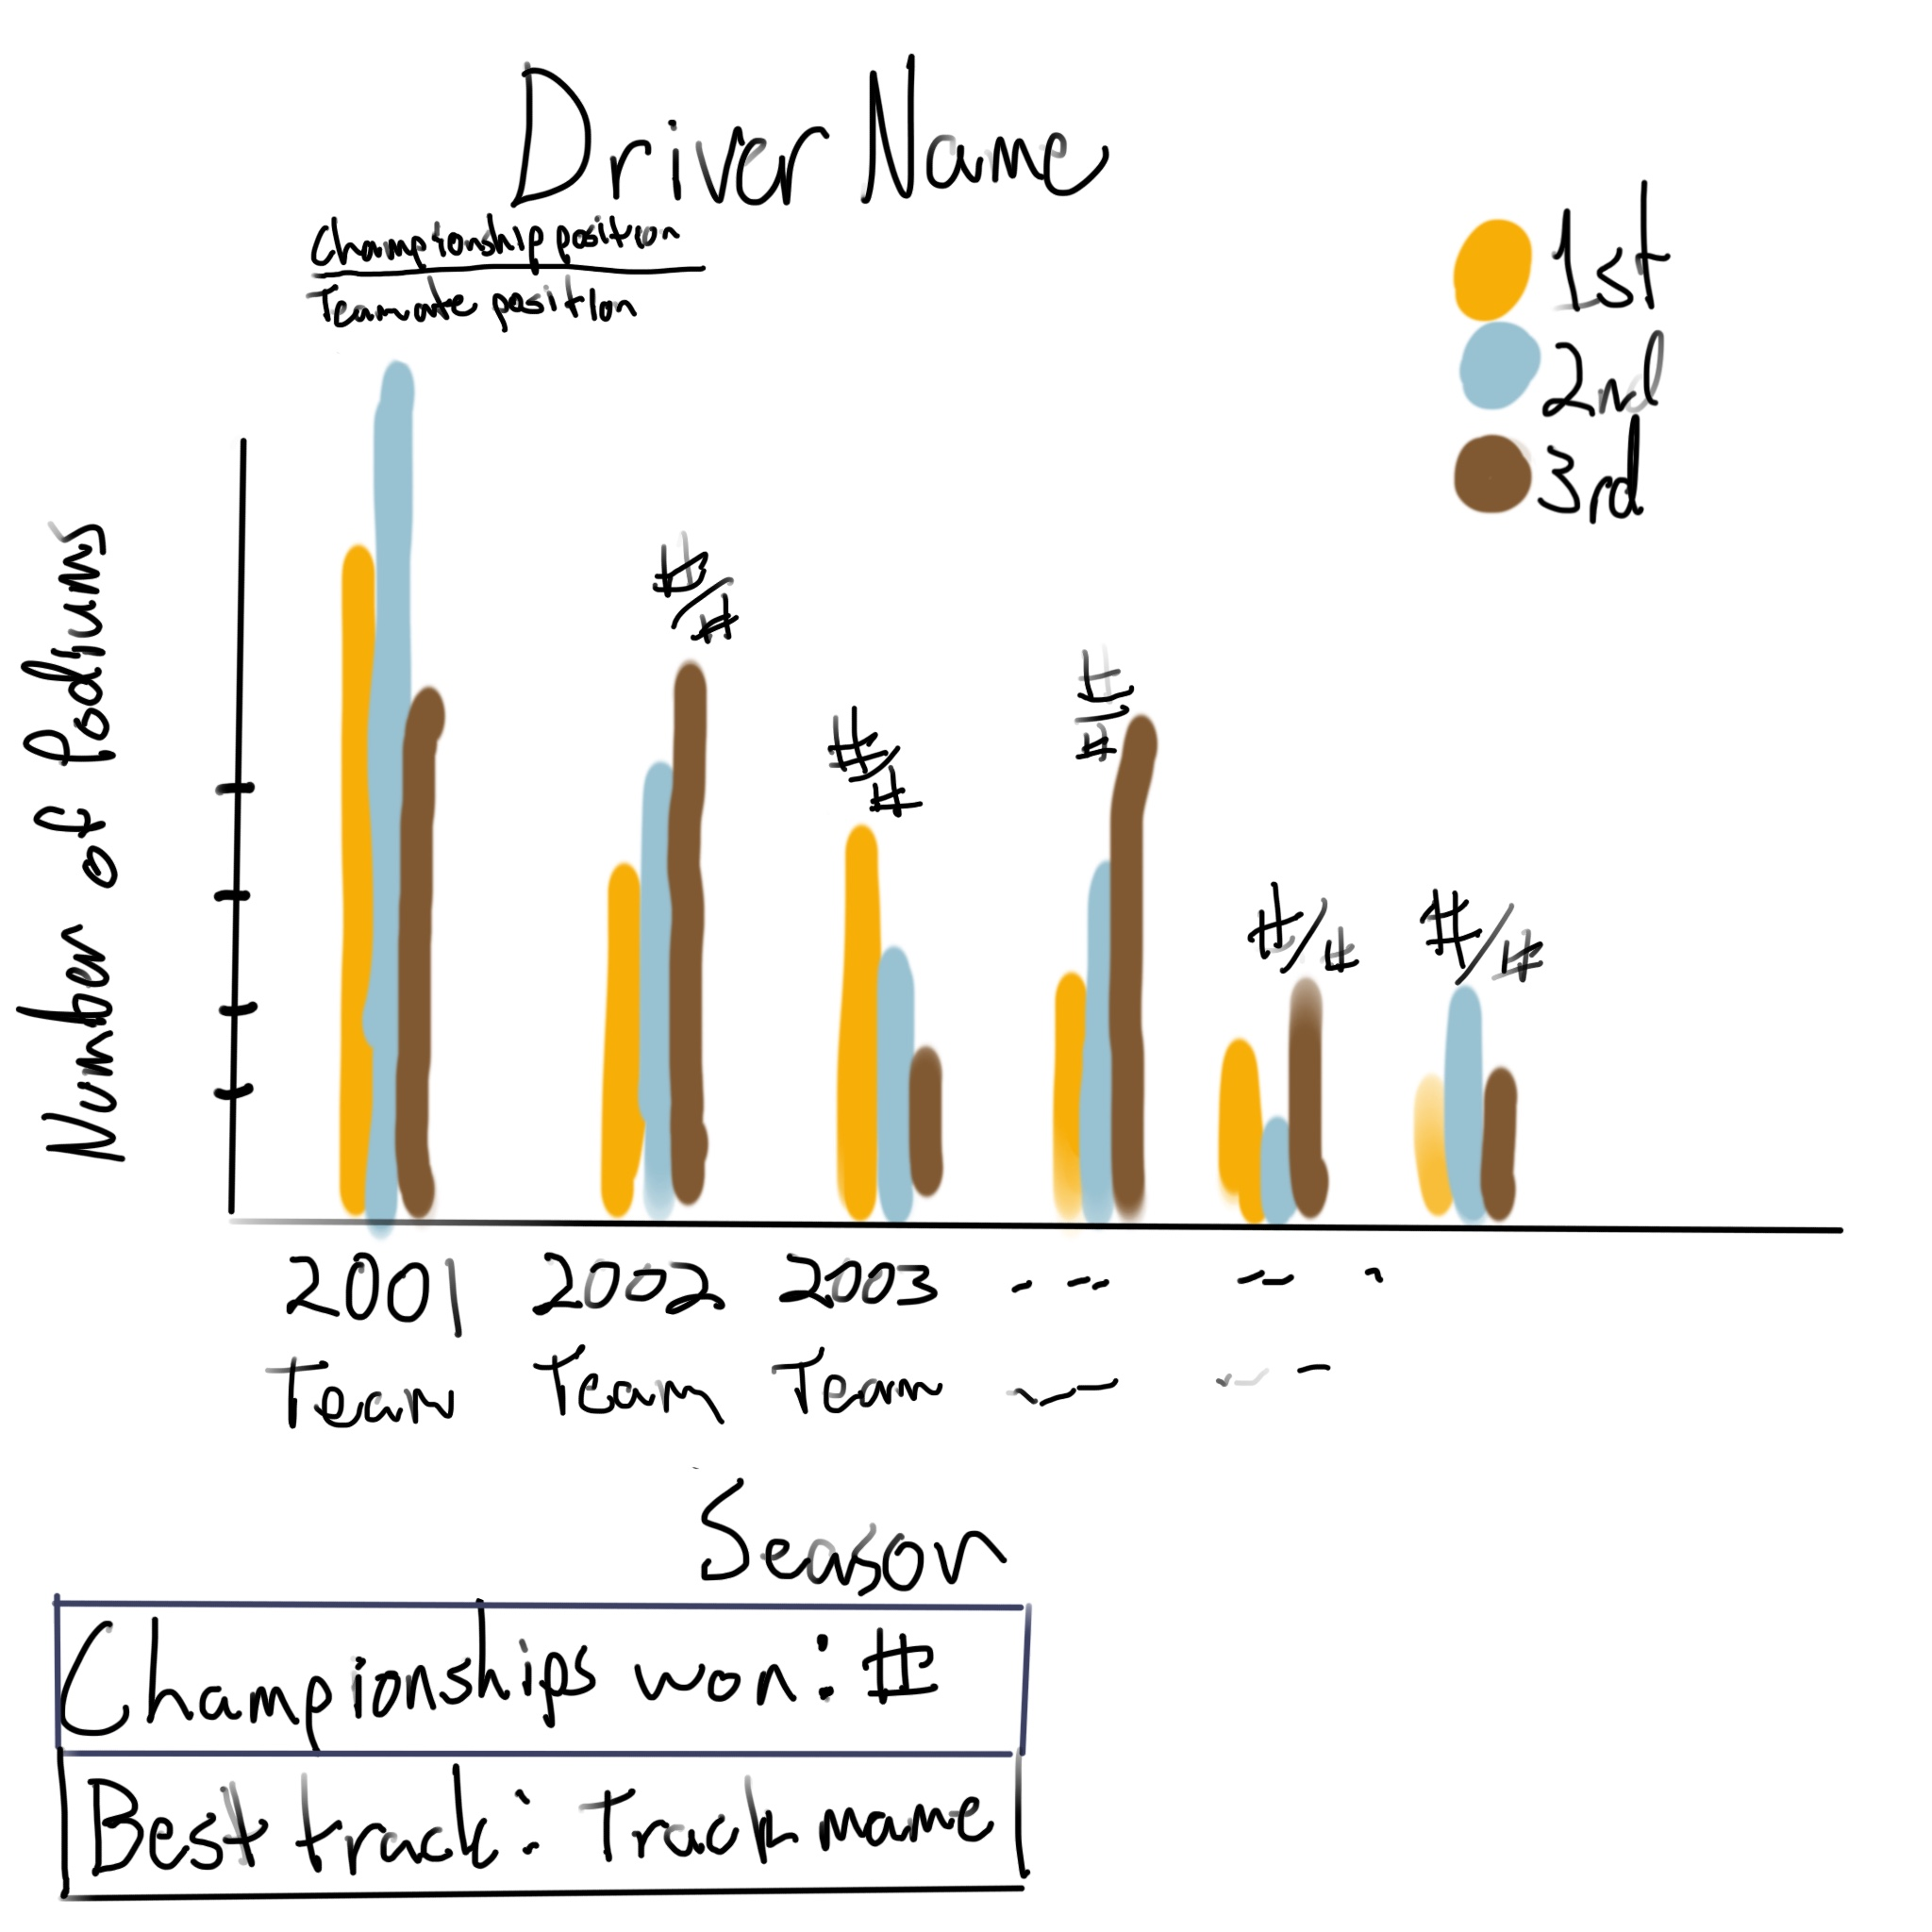 Driver Name
Championship position
Teammate position
1st
2nd
3rd
Number of Podiums
#/#
#/#
#/#
#/#
#/#
2001 2002 2003 - -- -- -
Team Team Team -- --
Season
Championships won: #
Best track: Track name